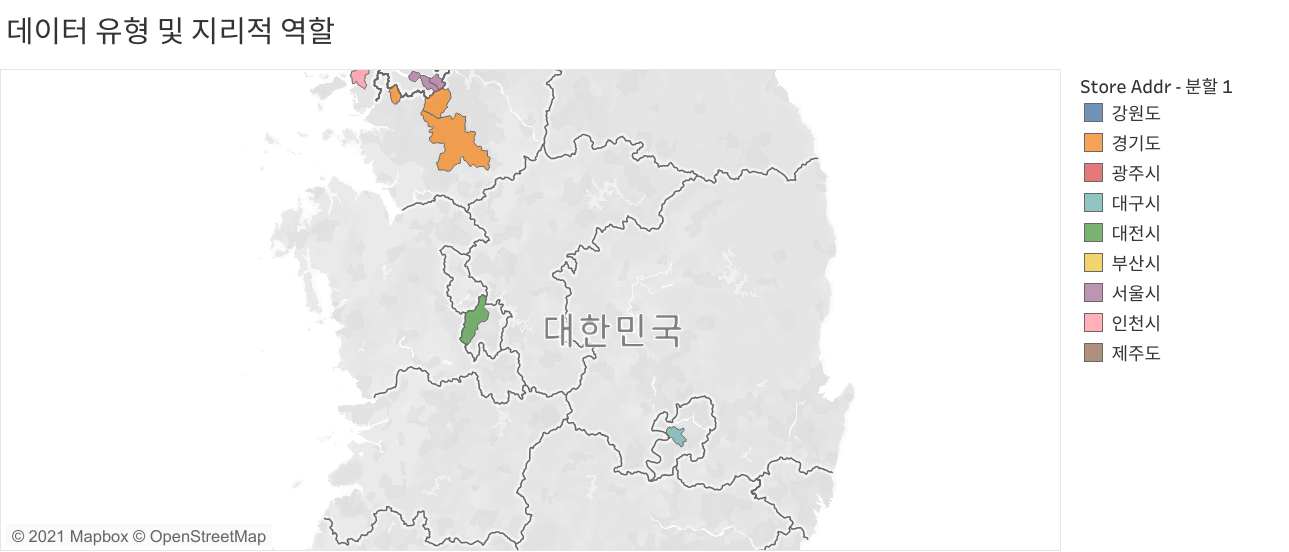 데이터 유형 및 지리적 역할
Store Addr - 분할 1
강원도
경기도
광주시
대구시
대전시
부산시
서울시
인천시
제주도
대한민국
© 2021 Mapbox © OpenStreetMap